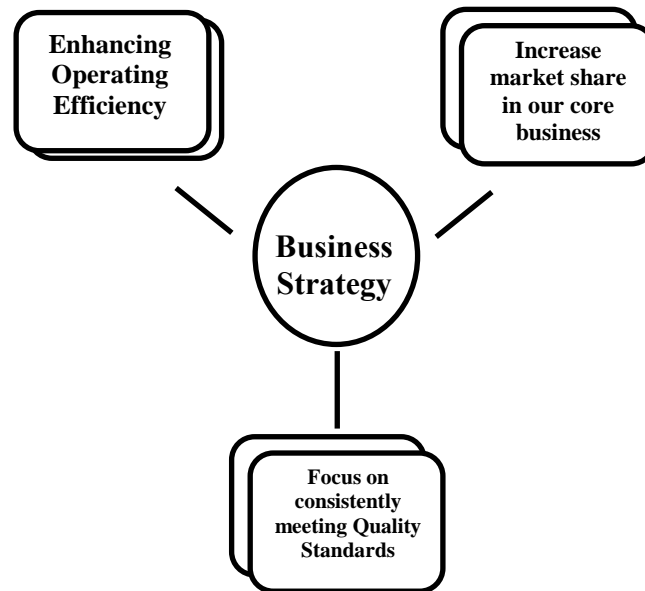 Enhancing
Operating
Efficiency
Increase
market share
in our core
business
Business
Strategy
Focus on
consistently
meeting Quality
Standards